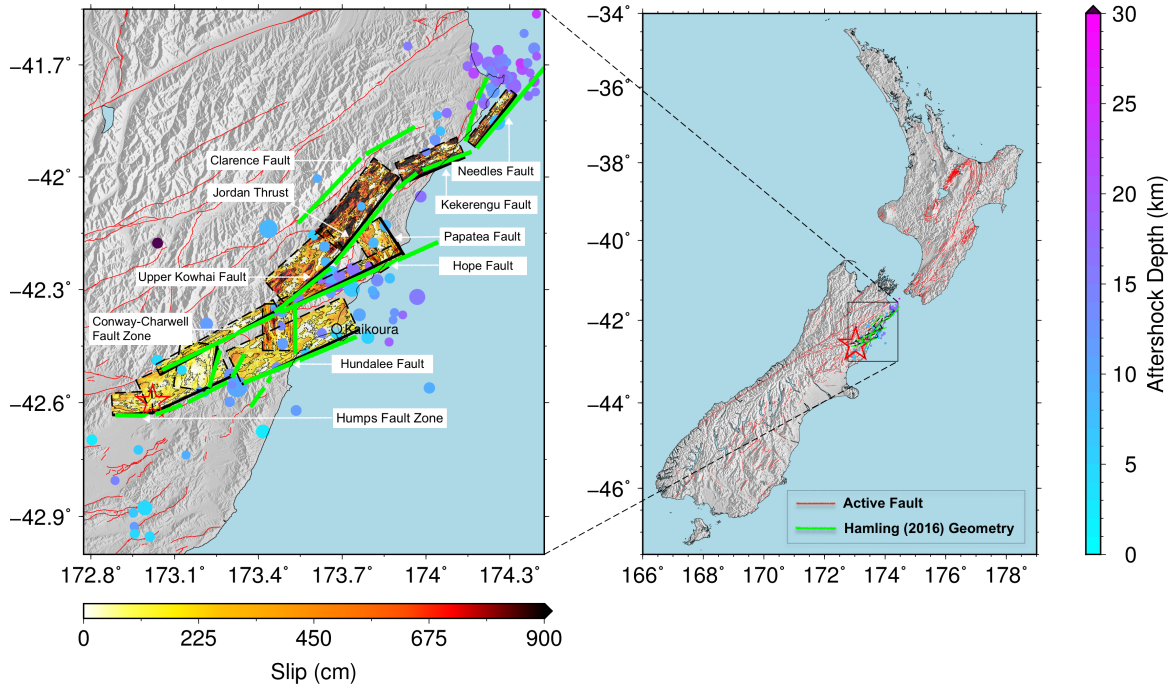 −41.7˚
−42˚
−42.3˚
−42.6˚
−42.9˚
172.8˚
173.1˚
173.4˚
173.7˚
174˚
174.3˚
Clarence Fault
Jordan Thrust
Needles Fault
Kekerengu Fault
Papatea Fault
Hope Fault
Upper Kowhai Fault
Conway-Charwell
Fault Zone
Kaikoura
Hundalee Fault
Humps Fault Zone
0
225
450
675
900
Slip (cm)
−34˚
−36˚
−38˚
−40˚
−42˚
−44˚
−46˚
166˚
168˚
170˚
172˚
174˚
176˚
178˚
Active Fault
Hamling (2016) Geometry
30
25
20
15
10
5
0
Aftershock Depth (km)